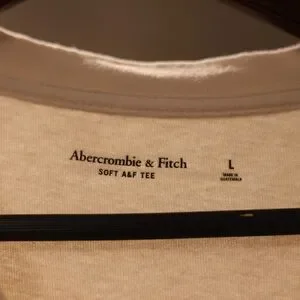 Abercrombie & Fitch
SOFT A&F TEE
L
MADE IN
GUATEMALA